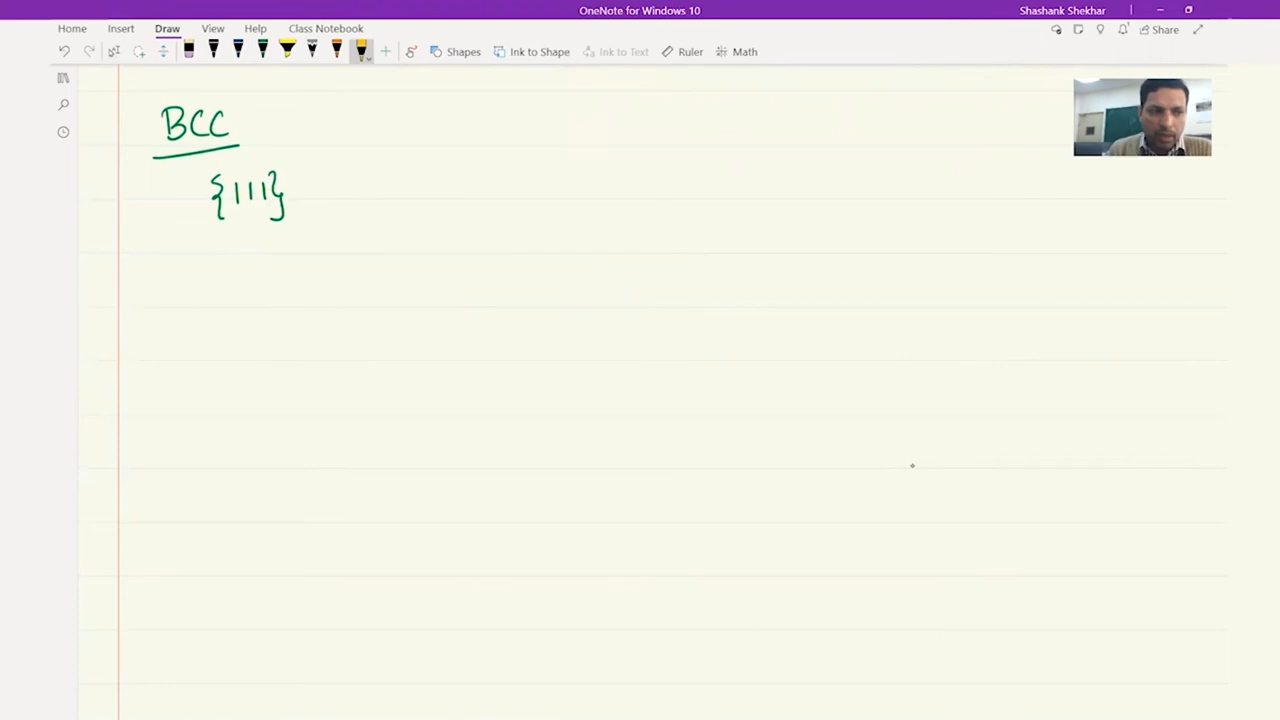 OneNote for Windows 10
Shashank Shekhar
Home Insert Draw View Help Class Notebook
Share
Shapes Ink to Shape Ink to Text Ruler Math
BCC
{111}